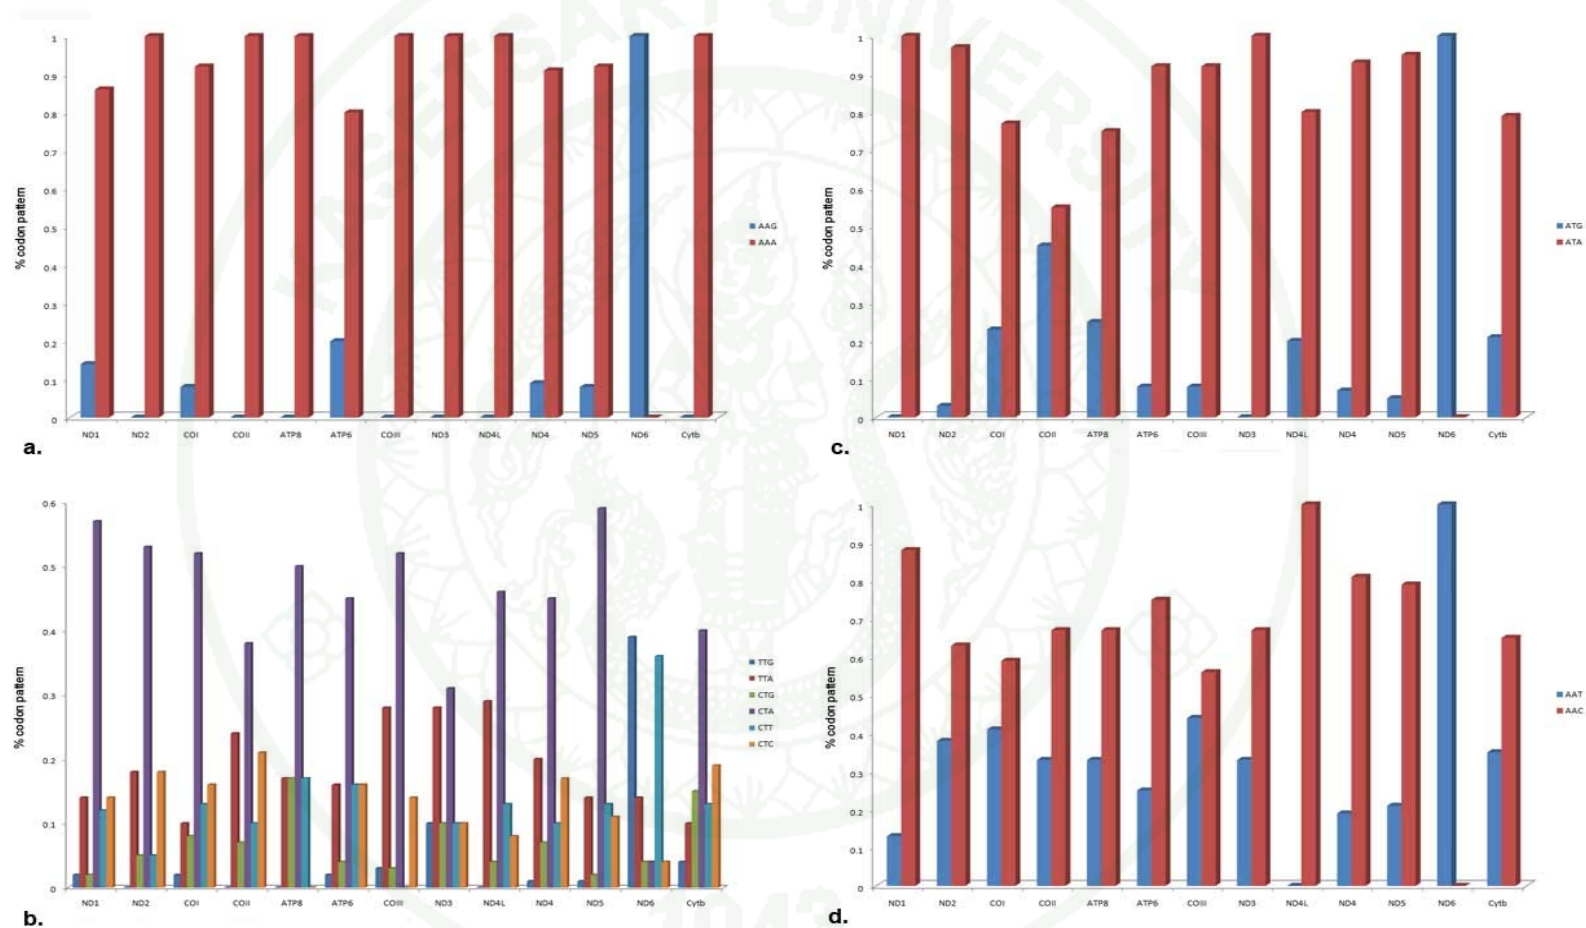 KASETSART UNIVERSITY
1
0.9
0.8
0.7
0.6
0.5
0.4
0.3
0.2
0.1
0
% codon pattern
ND1 ND2 COI COII ATP8 ATP6 COIII ND3 ND4L ND4 ND5 ND6 Cytb
AAG
AAA
a.
1
0.9
0.8
0.7
0.6
0.5
0.4
0.3
0.2
0.1
0
% codon pattern
ND1 ND2 COI COII ATP8 ATP6 COIII ND3 ND4L ND4 ND5 ND6 Cytb
ATG
ATA
c.
0.6
0.5
0.4
0.3
0.2
0.1
0
% codon pattern
ND1 ND2 COI COII ATP8 ATP6 COIII ND3 ND4L ND4 ND5 ND6 Cytb
TTG
TTA
CTG
CTA
CTT
CTC
b.
1
0.9
0.8
0.7
0.6
0.5
0.4
0.3
0.2
0.1
0
% codon pattern
ND1 ND2 COI COII ATP8 ATP6 COIII ND3 ND4L ND4 ND5 ND6 Cytb
AAT
AAC
d.
1943